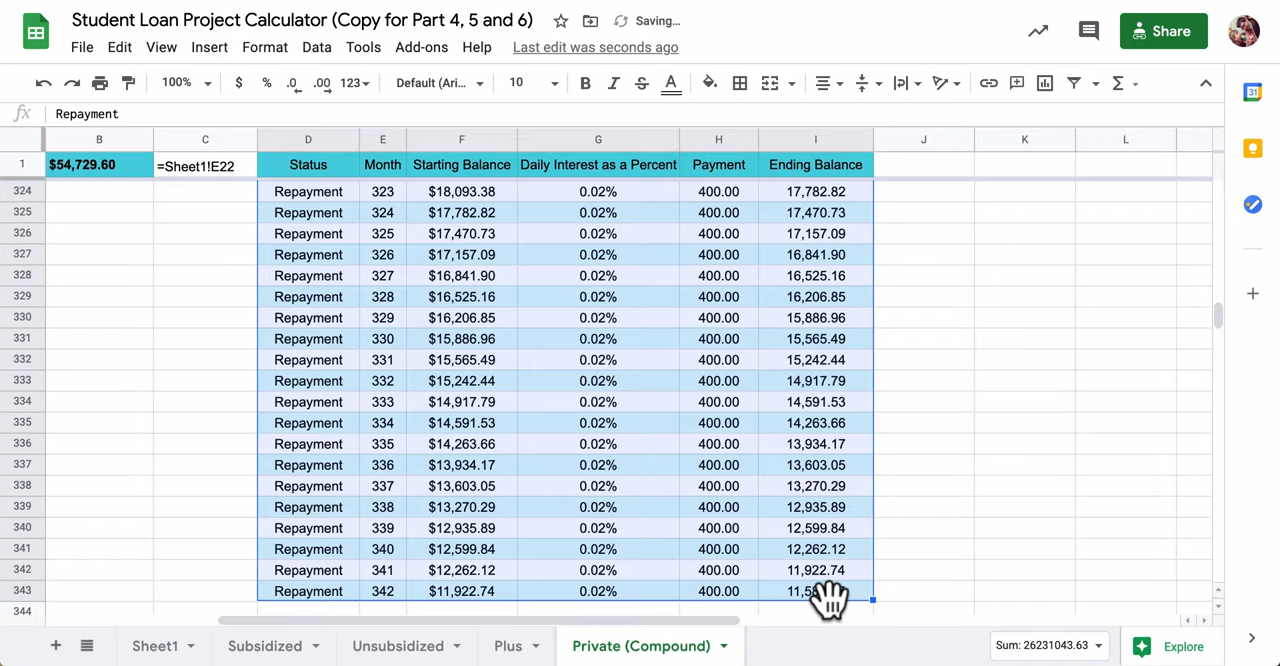 Student Loan Project Calculator (Copy for Part 4, 5 and 6) Saving…
File Edit View Insert Format Data Tools Add-ons Help Last edit was seconds ago
Share
100% $ % .0 .00 123 Default (Ari... 10 B I S A
fx Repayment
B C D E F G H I J K L
1 $54,729.60 =Sheet1!E22 Status Month Starting Balance Daily Interest as a Percent Payment Ending Balance
324 Repayment 323 $18,093.38 0.02% 400.00 17,782.82
325 Repayment 324 $17,782.82 0.02% 400.00 17,470.73
326 Repayment 325 $17,470.73 0.02% 400.00 17,157.09
327 Repayment 326 $17,157.09 0.02% 400.00 16,841.90
328 Repayment 327 $16,841.90 0.02% 400.00 16,525.16
329 Repayment 328 $16,525.16 0.02% 400.00 16,206.85
330 Repayment 329 $16,206.85 0.02% 400.00 15,886.96
331 Repayment 330 $15,886.96 0.02% 400.00 15,565.49
332 Repayment 331 $15,565.49 0.02% 400.00 15,242.44
333 Repayment 332 $15,242.44 0.02% 400.00 14,917.79
334 Repayment 333 $14,917.79 0.02% 400.00 14,591.53
335 Repayment 334 $14,591.53 0.02% 400.00 14,263.66
336 Repayment 335 $14,263.66 0.02% 400.00 13,934.17
337 Repayment 336 $13,934.17 0.02% 400.00 13,603.05
338 Repayment 337 $13,603.05 0.02% 400.00 13,270.29
339 Repayment 338 $13,270.29 0.02% 400.00 12,935.89
340 Repayment 339 $12,935.89 0.02% 400.00 12,599.84
341 Repayment 340 $12,599.84 0.02% 400.00 12,262.12
342 Repayment 341 $12,262.12 0.02% 400.00 11,922.74
343 Repayment 342 $11,922.74 0.02% 400.00
344
Sheet1 Subsidized Unsubsidized Plus Private (Compound) Sum: 26231043.63 Explore
31